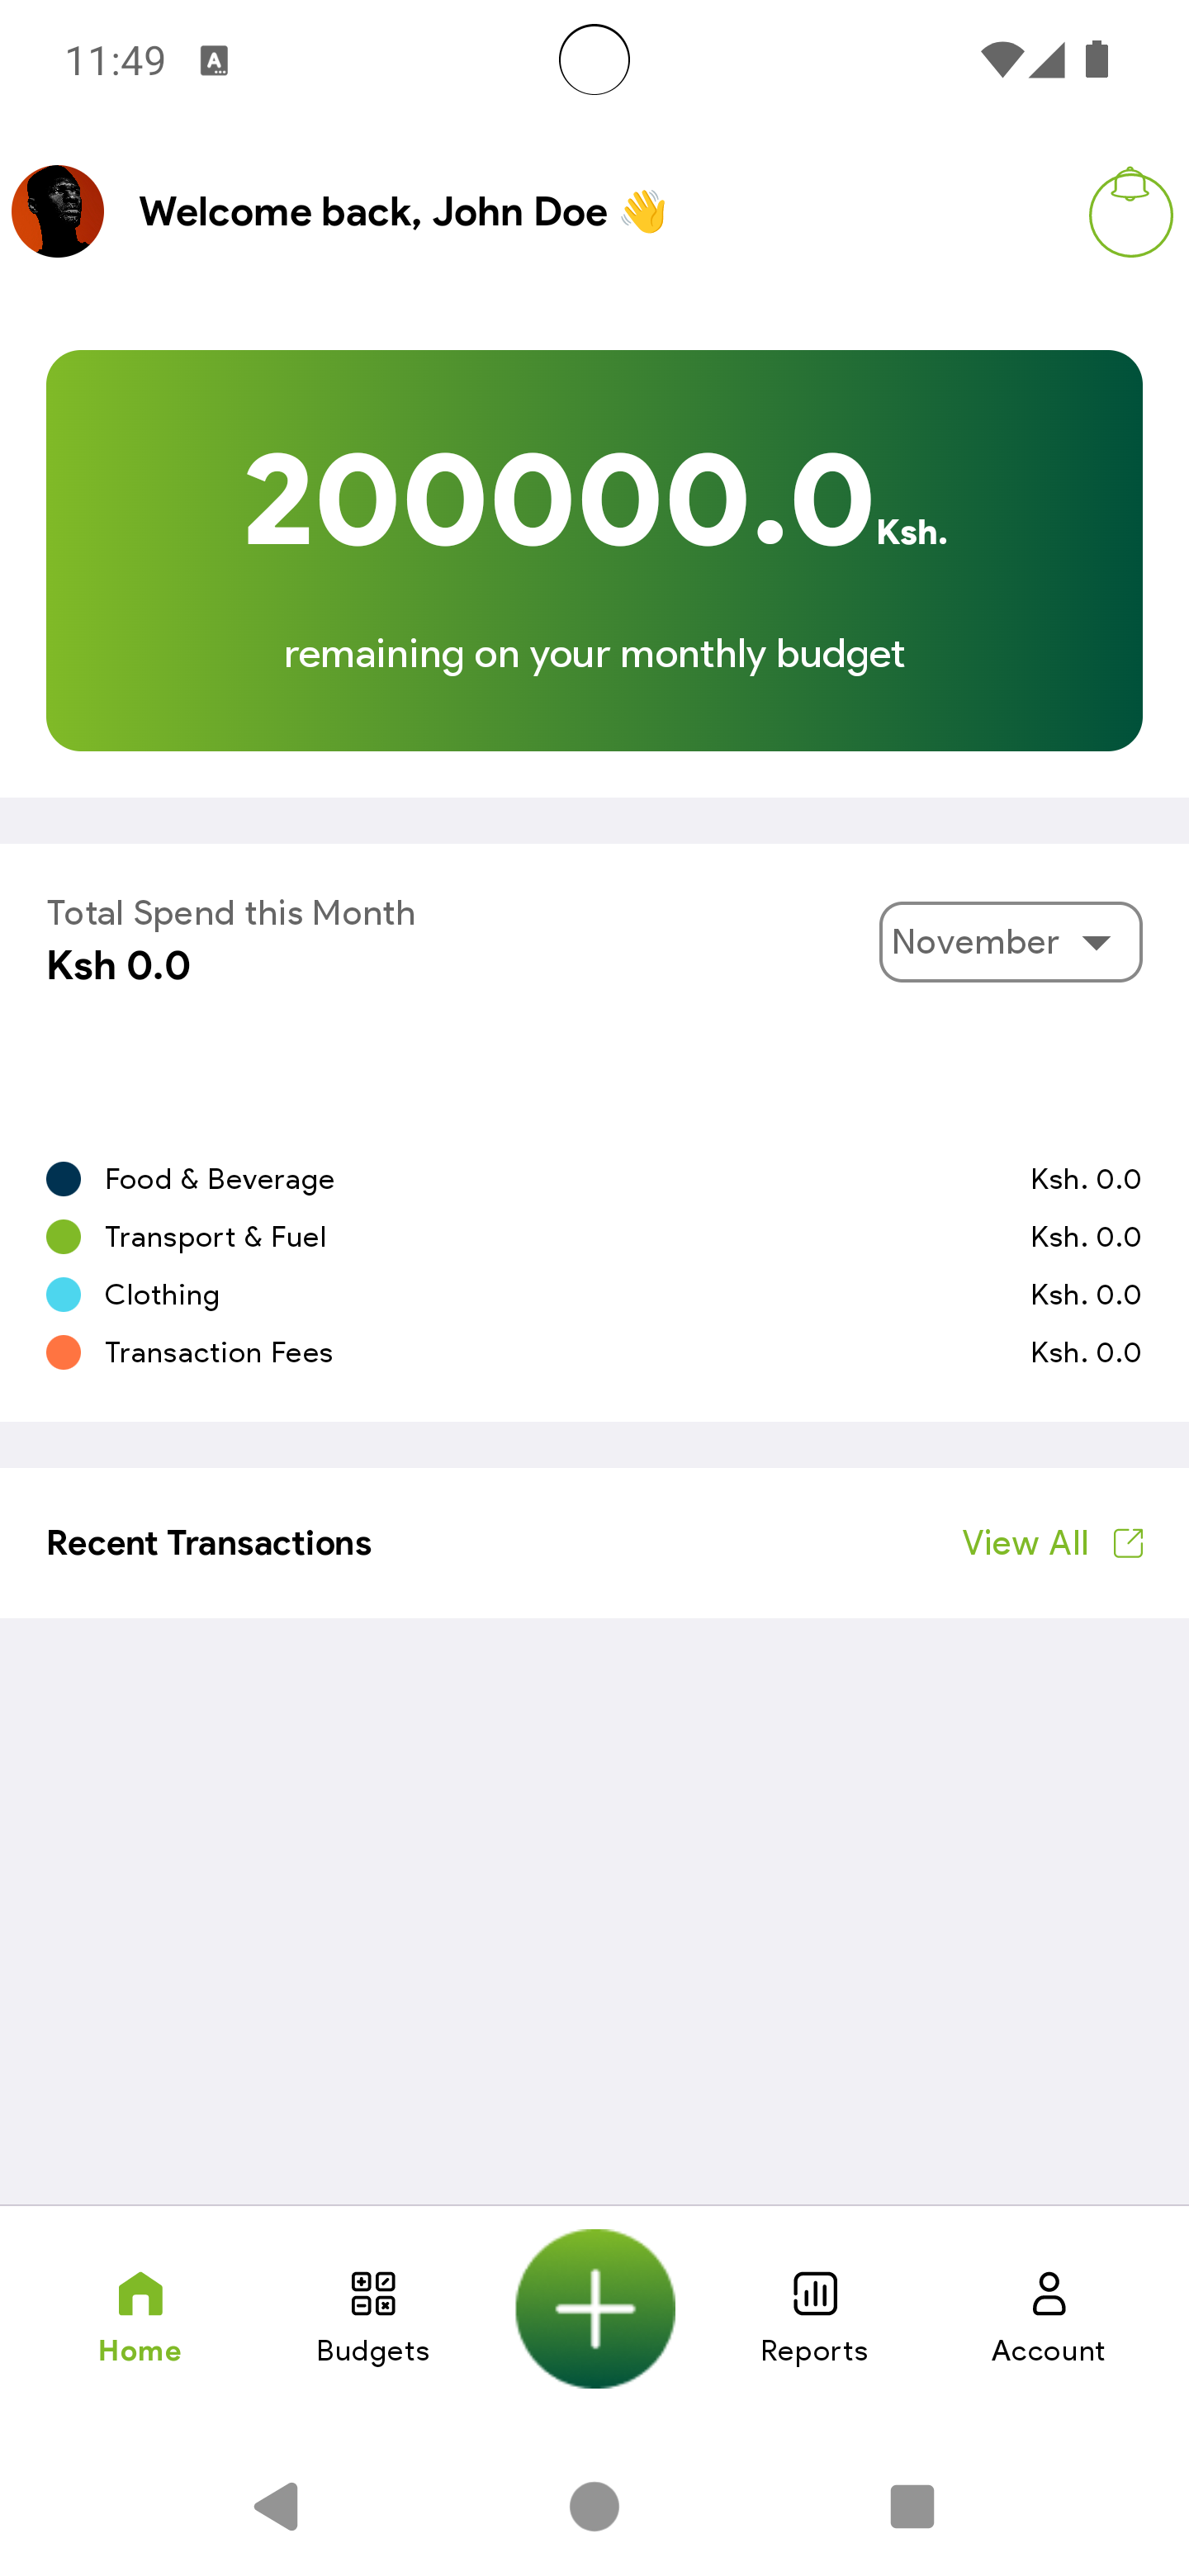 11:49
Welcome back, John Doe 👋
200000.0 Ksh.
remaining on your monthly budget
Total Spend this Month
Ksh 0.0
November
Food & Beverage Ksh. 0.0
Transport & Fuel Ksh. 0.0
Clothing Ksh. 0.0
Transaction Fees Ksh. 0.0
Recent Transactions View All
Home Budgets Reports Account